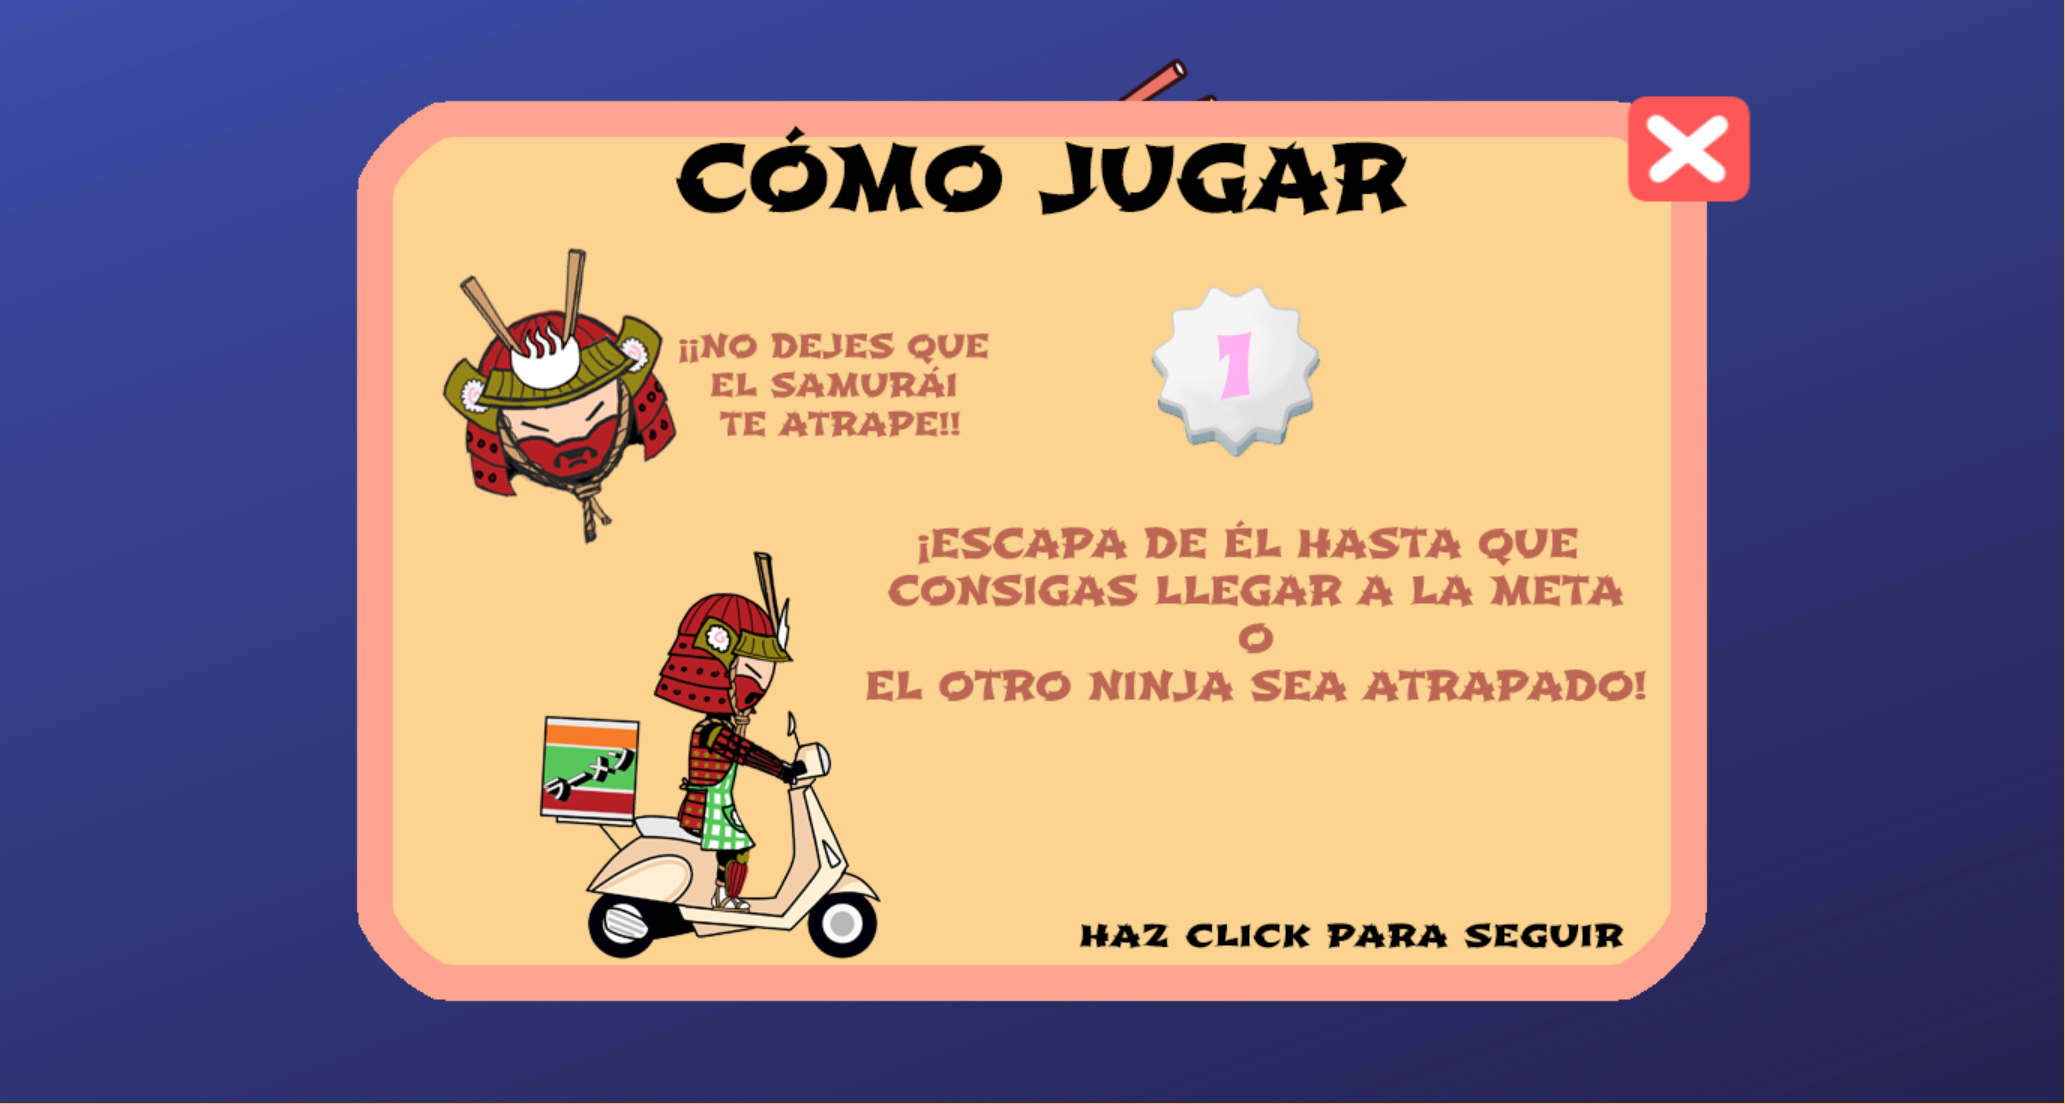 CÓMO JUGAR
¡¡NO DEJES QUE
EL SAMURÁI
TE ATRAPE!!
1
¡ESCAPA DE ÉL HASTA QUE
CONSIGAS LLEGAR A LA META
O
EL OTRO NINJA SEA ATRAPADO!
ラーメン
HAZ CLICK PARA SEGUIR